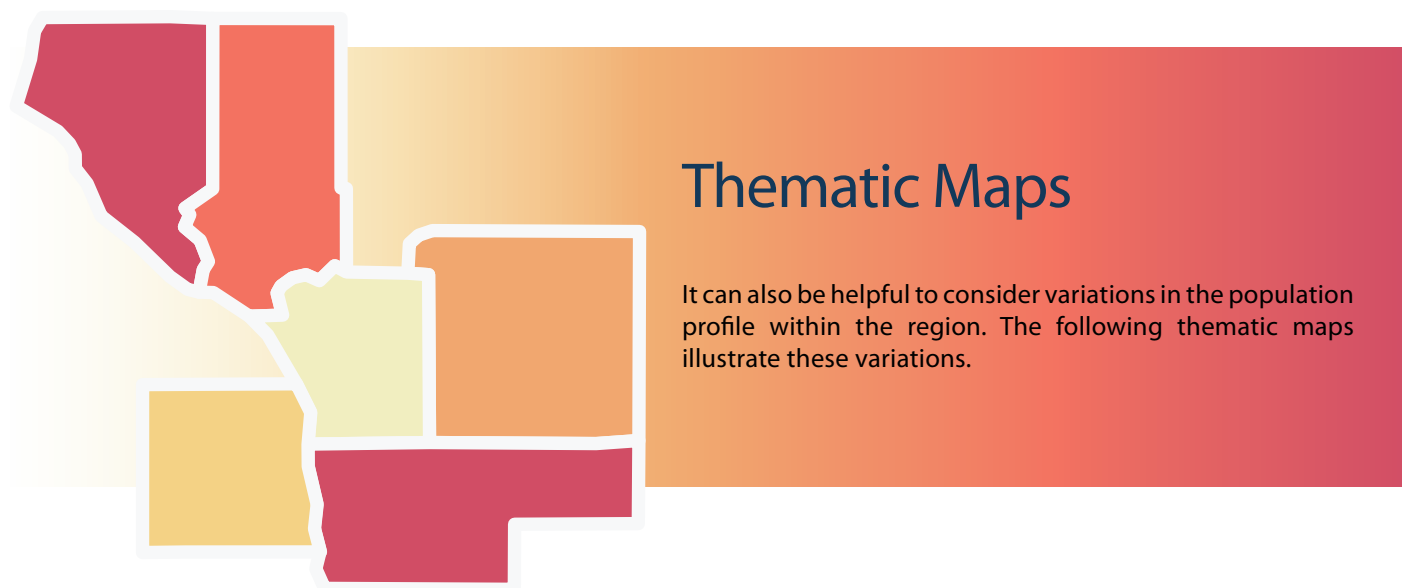 Thematic Maps
It can also be helpful to consider variations in the population
profile within the region. The following thematic maps
illustrate these variations.